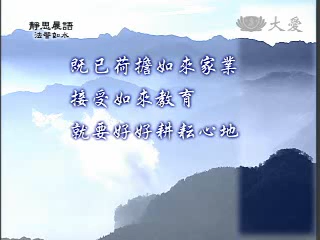 靜思晨語
法譬如水
大愛
既已荷擔如來家業
接受如來教育
就要好好耕耘心地